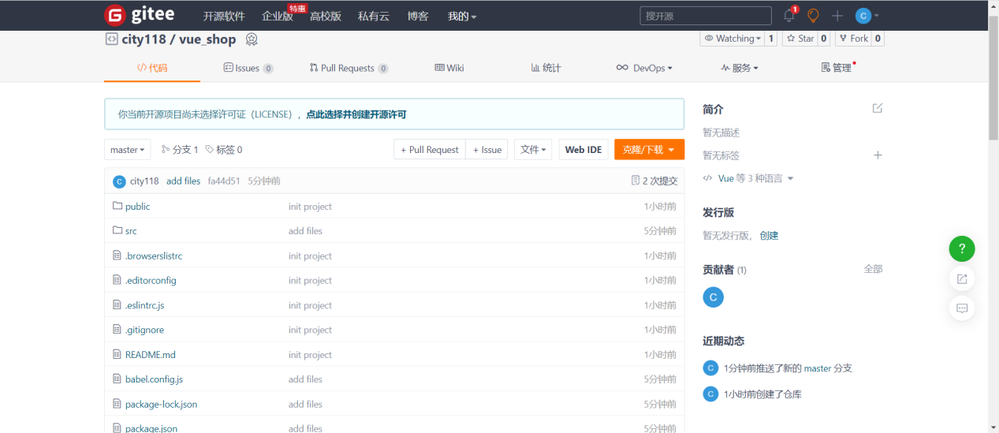 gitee 开源软件 企业版 特惠 高校版 私有云 博客 我的 搜开源 1 C
city118 / vue_shop Watching 1 Star 0 Fork 0
代码 Issues 0 Pull Requests 0 Wiki 统计 DevOps 服务 管理
你当前开源项目尚未选择许可证（LICENSE），点此选择并创建开源许可
master 分支 1 标签 0 + Pull Request + Issue 文件 Web IDE 克隆/下载
C city118 add files fa44d51 5分钟前 2 次提交
public init project 1小时前
src add files 5分钟前
.browserslistrc init project 1小时前
.editorconfig init project 1小时前
.eslintrc.js init project 1小时前
.gitignore init project 1小时前
README.md init project 1小时前
babel.config.js add files 5分钟前
package-lock.json add files 5分钟前
package.json add files 5分钟前
简介
暂无描述
暂无标签
Vue 等 3 种语言
发行版
暂无发行版，创建
贡献者 (1) 全部
C
近期动态
C 1分钟前推送了新的 master 分支
C 1小时前创建了仓库
?